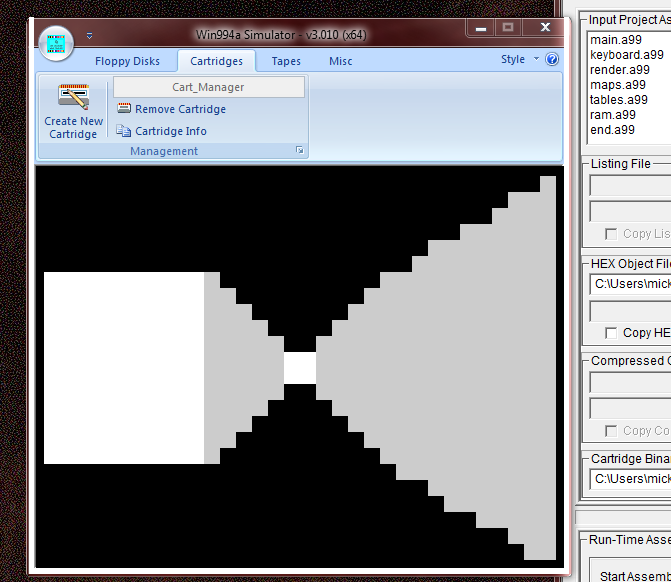 Win994a Simulator - v3.010 (x64)
Floppy Disks
Cartridges
Tapes
Misc
Style
Create New
Cartridge
Cart_Manager
Remove Cartridge
Cartridge Info
Management
Input Project As
main.a99
keyboard.a99
render.a99
maps.a99
tables.a99
ram.a99
end.a99
Listing File
Copy Lis
HEX Object File
C:\Users\mick
Copy HE
Compressed
Copy Co
Cartridge Binar
C:\Users\mick
Run-Time Asse
Start Assemb